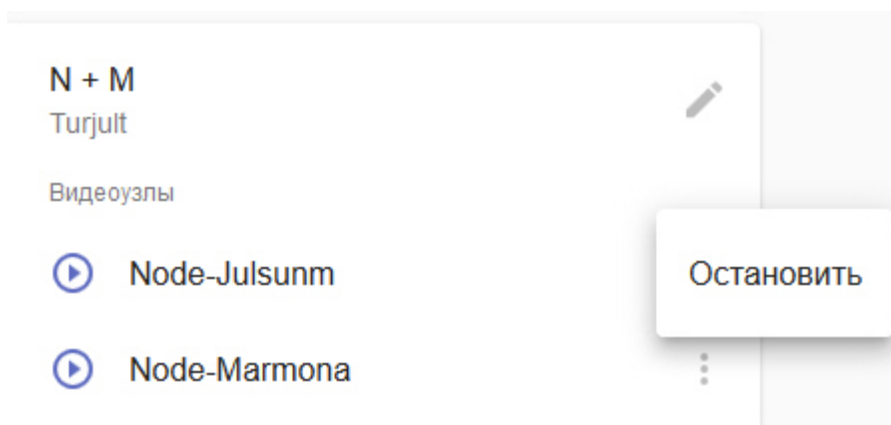 N + M
Turjult
Видеоузлы
Node-Julsunm
Остановить
Node-Marmona